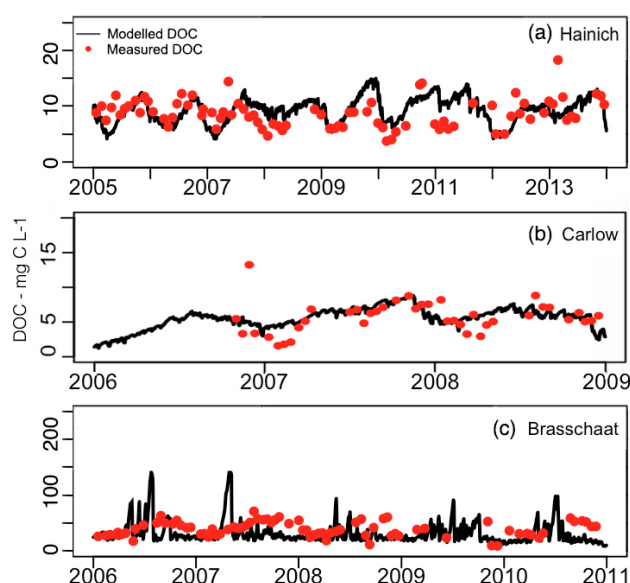 Modelled DOC
Measured DOC
(a) Hainich
0 10 20
2005 2007 2009 2011 2013
DOC - mg C L-1
(b) Carlow
0 5 15
2006 2007 2008 2009
(c) Brasschaat
0 100 200
2006 2007 2008 2009 2010 2011